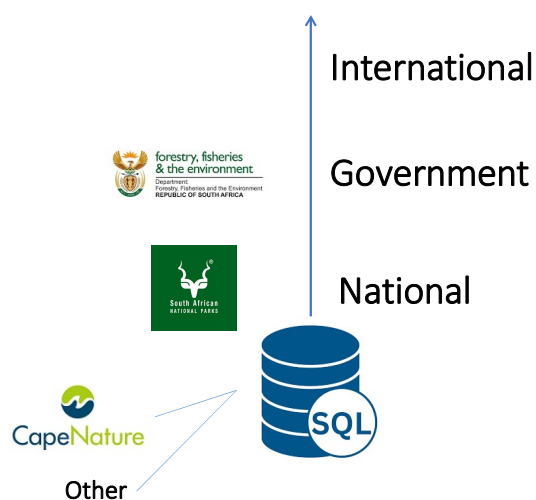 International
forestry, fisheries
& the environment
Department:
Forestry, Fisheries and the Environment
REPUBLIC OF SOUTH AFRICA
Government
South African
NATIONAL PARKS
®
National
SQL
CapeNature
Other